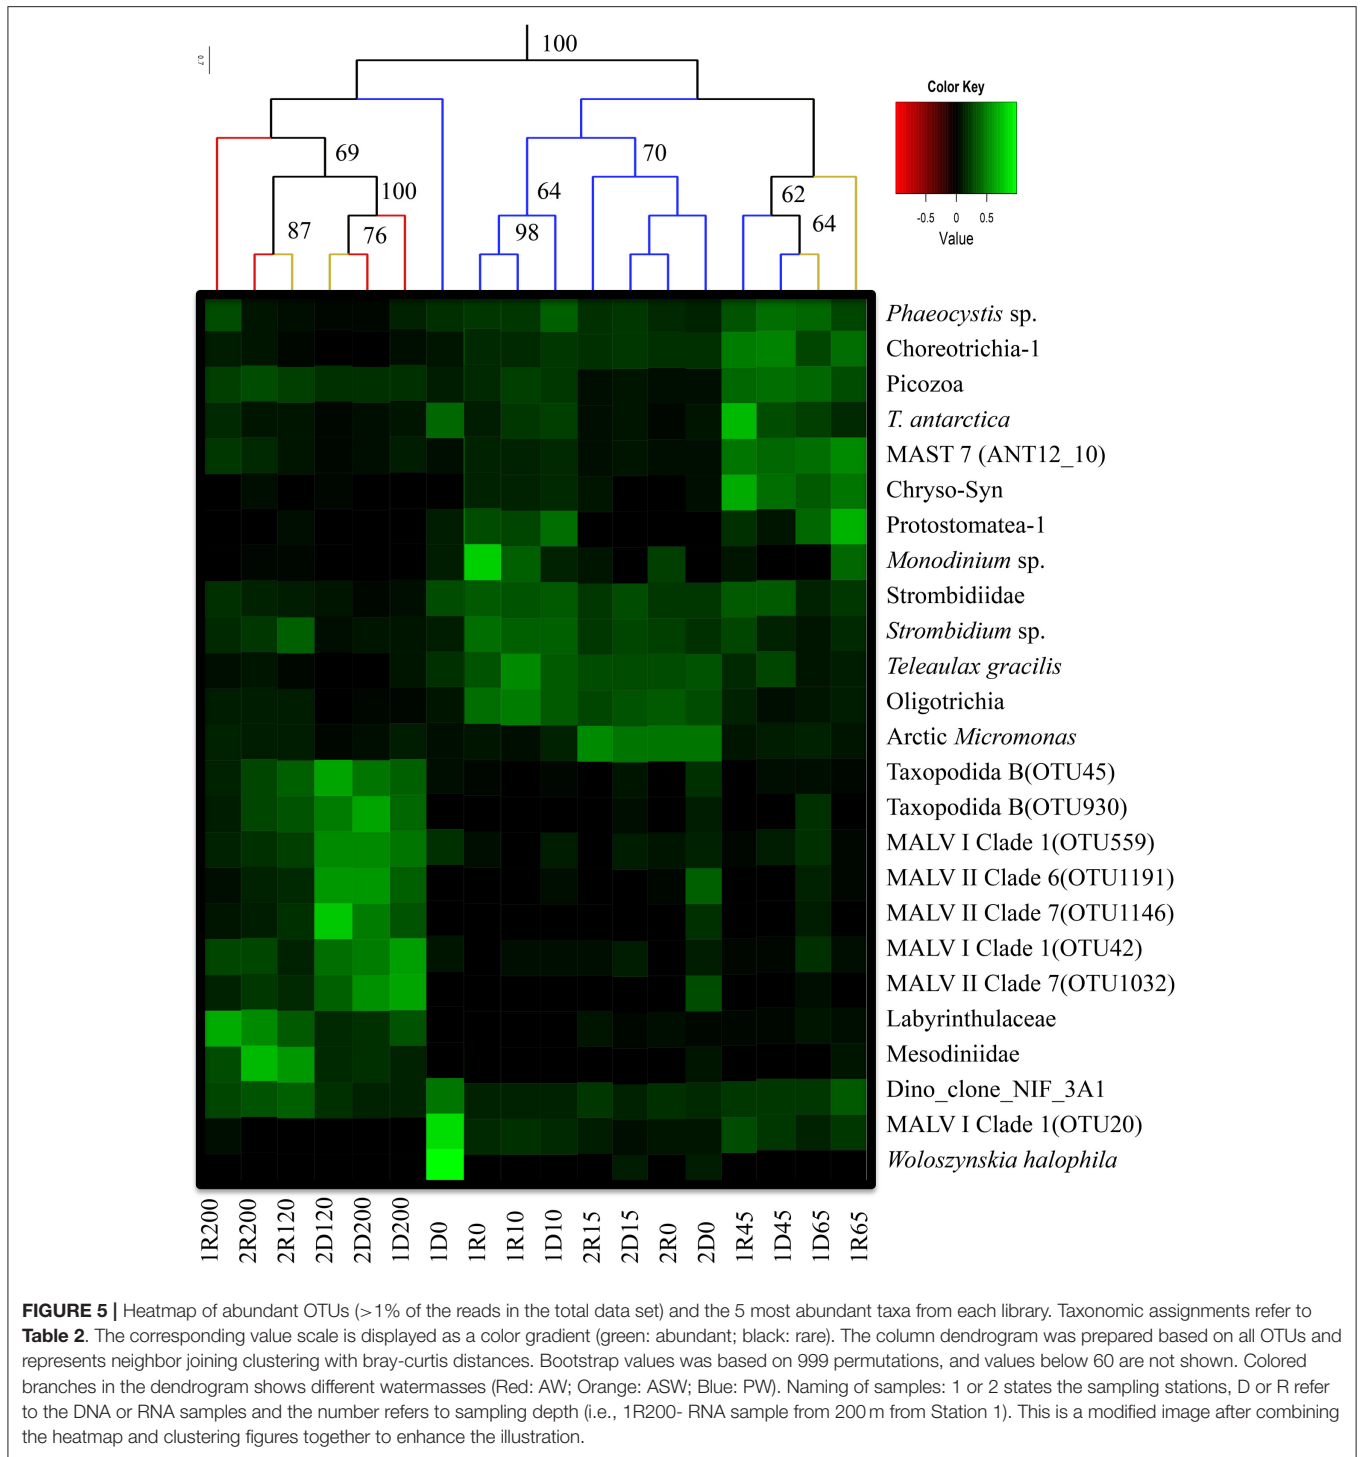 100
0.7
Color Key
69
70
100
64
62
87
76
98
64
-0.5 0 0.5
Value
Phaeocystis sp.
Choreotrichia-1
Picozoa
T. antarctica
MAST 7 (ANT12_10)
Chryso-Syn
Protostomatea-1
Monodinium sp.
Strombidiidae
Strombidium sp.
Teleaulax gracilis
Oligotrichia
Arctic Micromonas
Taxopodida B(OTU45)
Taxopodida B(OTU930)
MALV I Clade 1(OTU559)
MALV II Clade 6(OTU1191)
MALV II Clade 7(OTU1146)
MALV I Clade 1(OTU42)
MALV II Clade 7(OTU1032)
Labyrinthulaceae
Mesodiniidae
Dino_clone_NIF_3A1
MALV I Clade 1(OTU20)
Woloszynskia halophila
1R200 2R200 2R120 2D120 2D200 1D200 1D0 1R0 1R10 1D10 2R15 2D15 2R0 2D0 1R45 1D45 1D65 1R65
FIGURE 5 | Heatmap of abundant OTUs (>1% of the reads in the total data set) and the 5 most abundant taxa from each library. Taxonomic assignments refer to
Table 2. The corresponding value scale is displayed as a color gradient (green: abundant; black: rare). The column dendrogram was prepared based on all OTUs and
represents neighbor joining clustering with bray-curtis distances. Bootstrap values was based on 999 permutations, and values below 60 are not shown. Colored
branches in the dendrogram shows different watermasses (Red: AW; Orange: ASW; Blue: PW). Naming of samples: 1 or 2 states the sampling stations, D or R refer
to the DNA or RNA samples and the number refers to sampling depth (i.e., 1R200- RNA sample from 200 m from Station 1). This is a modified image after combining
the heatmap and clustering figures together to enhance the illustration.